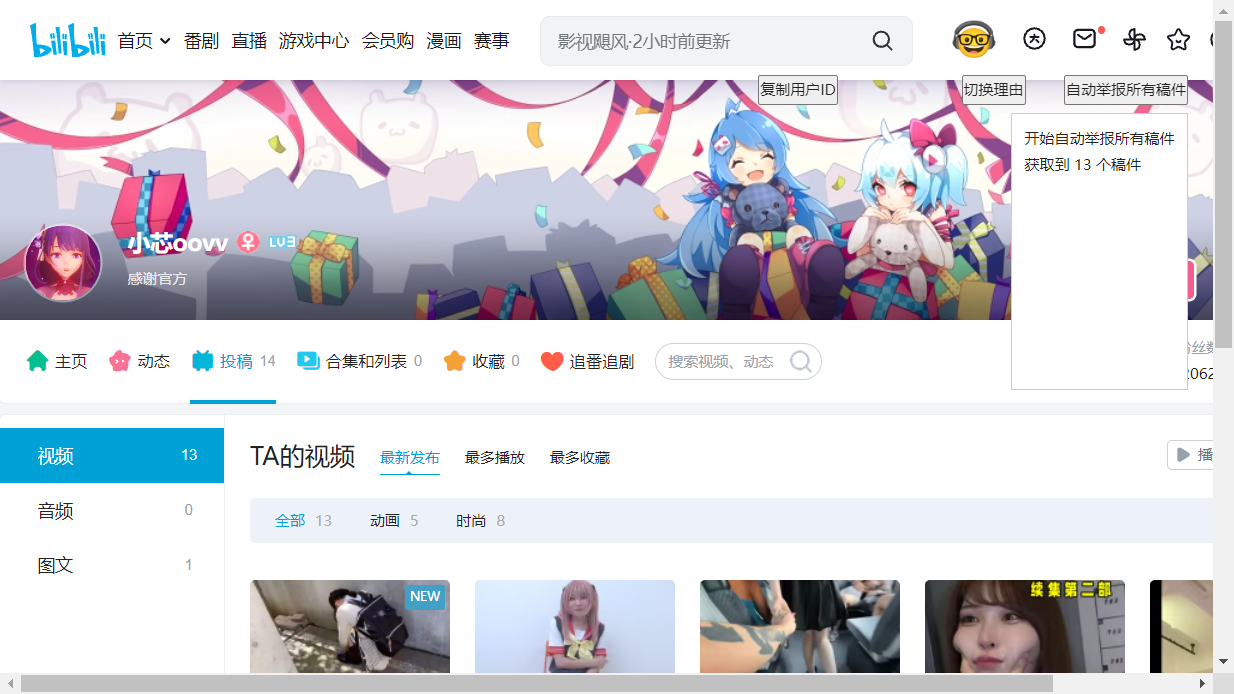 bilibili 首页 番剧 直播 游戏中心 会员购 漫画 赛事 影视飓风·2小时前更新
复制用户ID 切换理由 自动举报所有稿件
开始自动举报所有稿件
获取到 13 个稿件
小芯oovv LV3
感谢官方
主页 动态 投稿 14 合集和列表 0 收藏 0 追番追剧 搜索视频、动态
视频 13
音频 0
图文 1
TA的视频 最新发布 最多播放 最多收藏
全部 13 动画 5 时尚 8
NEW
续集第二部